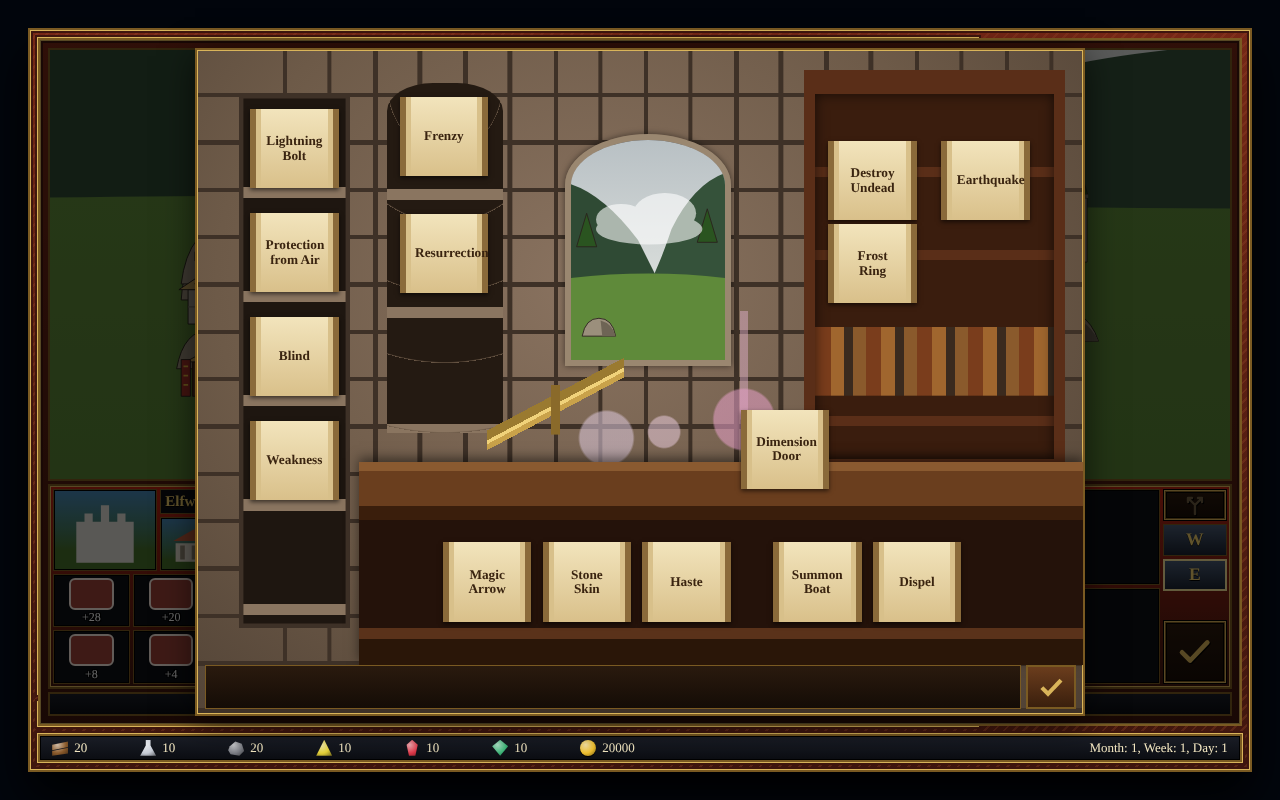 Lightning
Bolt
Frenzy
Destroy
Undead
Earthquake
Protection
from Air
Resurrection
Frost
Ring
Blind
Weakness
Dimension
Door
Magic
Arrow
Stone
Skin
Haste
Summon
Boat
Dispel
Elfw
W
E
+28
+20
+8
+4
20
10
20
10
10
10
20000
Month: 1, Week: 1, Day: 1